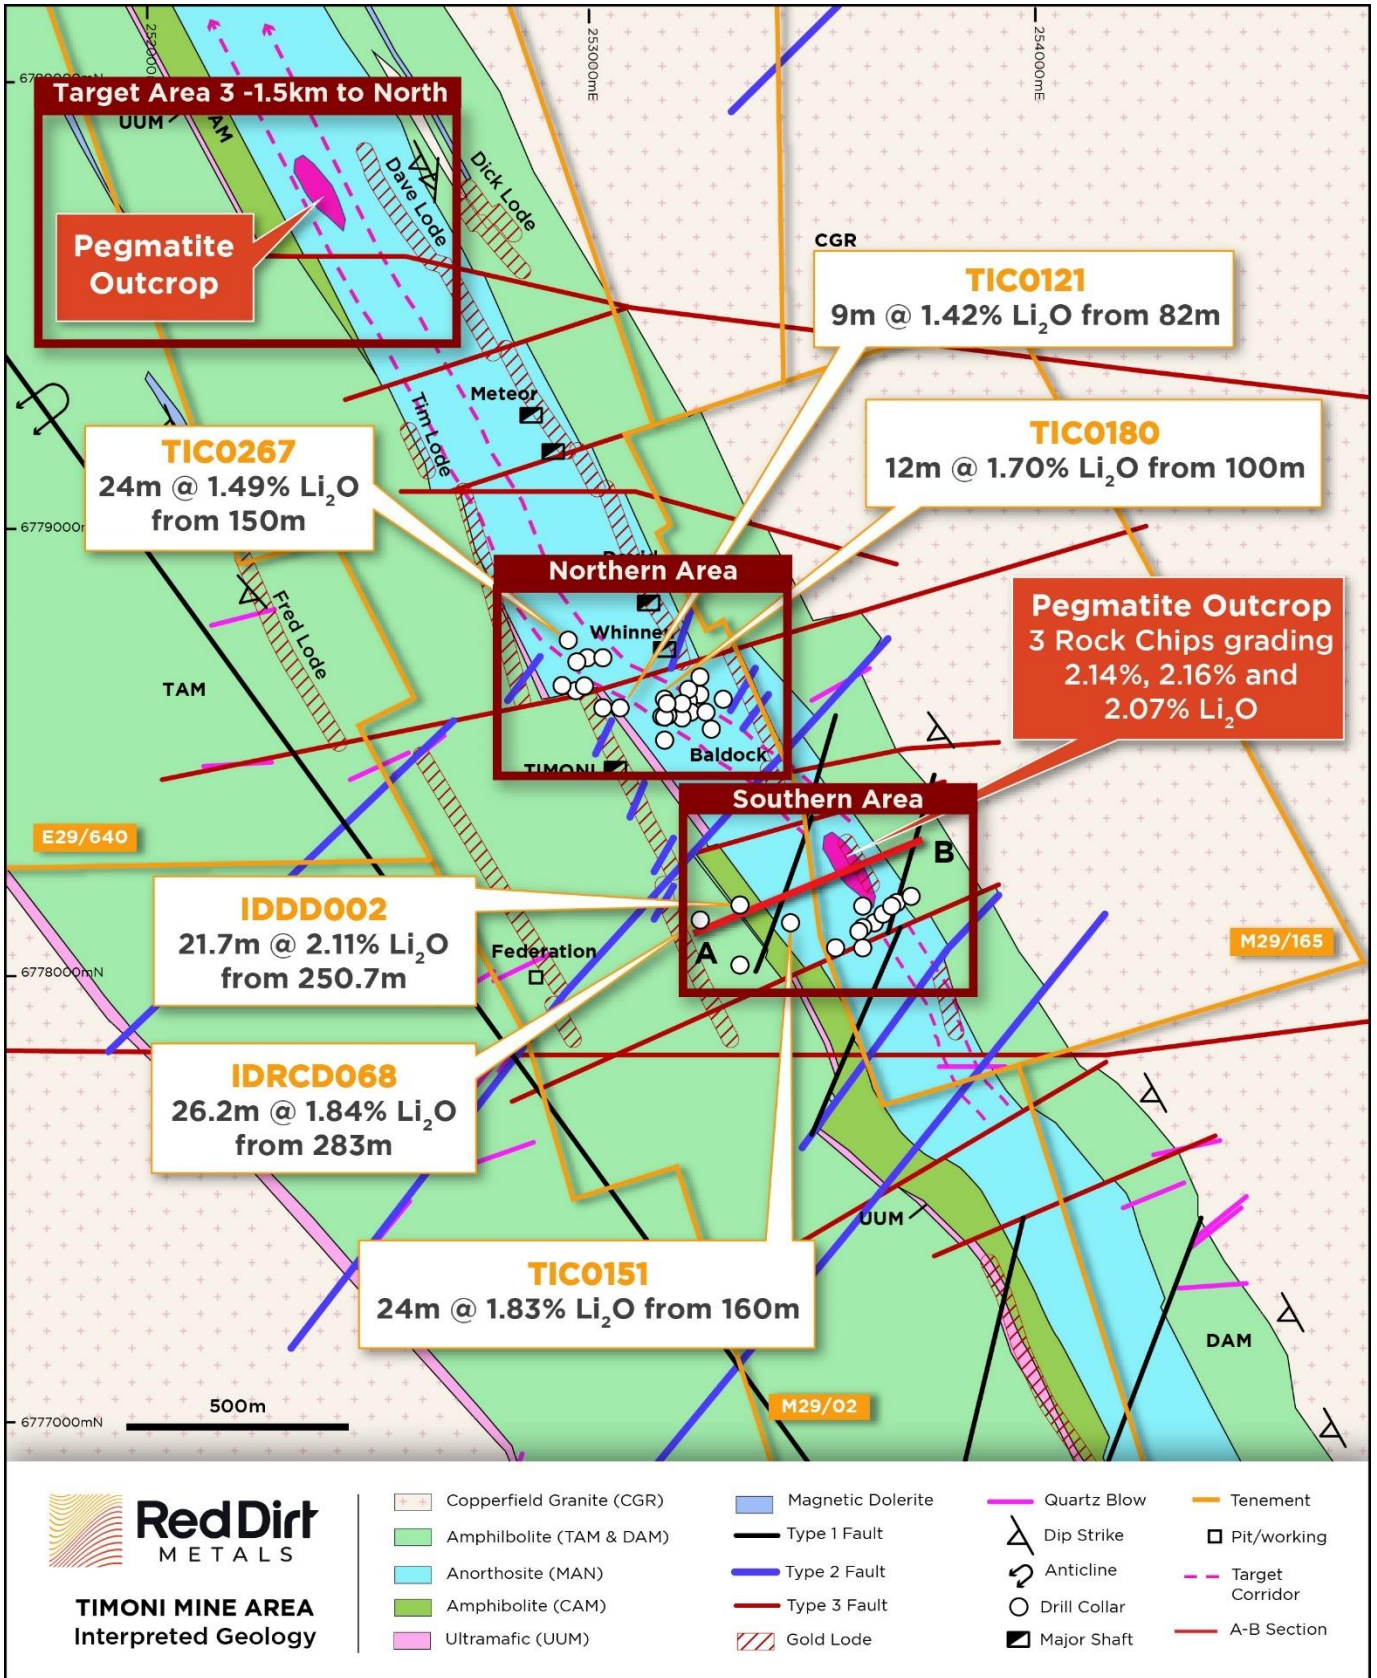 252000
253000mE
254000mE
Target Area 3 -1.5km to North
UUM
AM
Dave Lode
Dick Lode
Pegmatite
Outcrop
CGR
TIC0121
9m @ 1.42% Li₂O from 82m
Meteor
Tim Lode
TIC0180
12m @ 1.70% Li₂O from 100m
TIC0267
24m @ 1.49% Li₂O
from 150m
6779000m
Northern Area
Fred Lode
Whinne
Pegmatite Outcrop
3 Rock Chips grading
2.14%, 2.16% and
2.07% Li₂O
TAM
Baldock
TIMONI
Southern Area
E29/640
B
IDDD002
21.7m @ 2.11% Li₂O
from 250.7m
Federation
A
M29/165
6778000mN
IDRCD068
26.2m @ 1.84% Li₂O
from 283m
UUM
TIC0151
24m @ 1.83% Li₂O from 160m
DAM
500m
M29/02
6777000mN
RedDirt
METALS
TIMONI MINE AREA
Interpreted Geology
Copperfield Granite (CGR)
Amphilbolite (TAM & DAM)
Anorthosite (MAN)
Amphibolite (CAM)
Ultramafic (UUM)
Magnetic Dolerite
Type 1 Fault
Type 2 Fault
Type 3 Fault
Gold Lode
Quartz Blow
Dip Strike
Anticline
Drill Collar
Major Shaft
Tenement
Pit/working
Target
Corridor
A-B Section